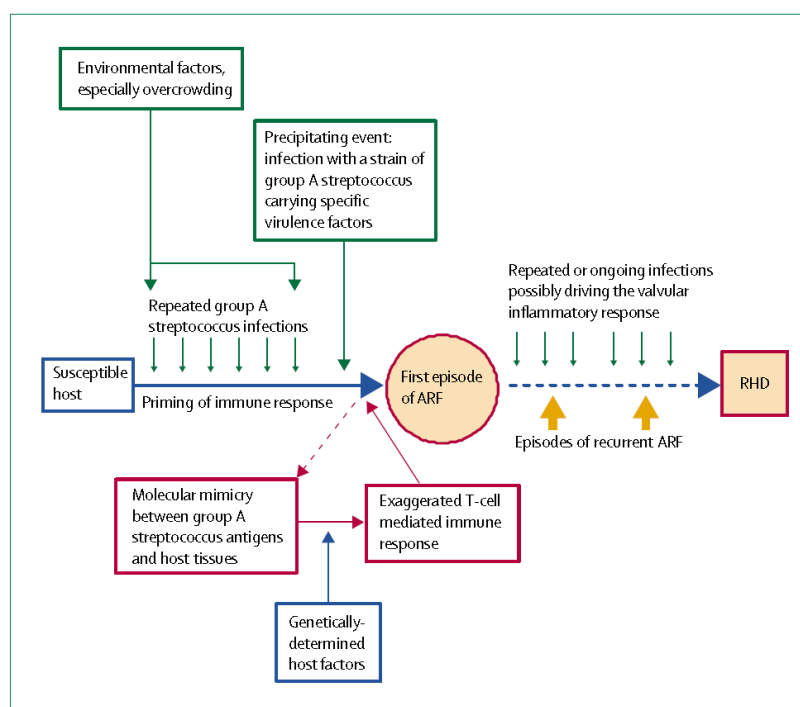 Environmental factors,
especially overcrowding
Precipitating event:
infection with a strain of
group A streptococcus
carrying specific
virulence factors
Repeated group A
streptococcus infections
Repeated or ongoing infections
possibly driving the valvular
inflammatory response
Susceptible
host
Priming of immune response
First episode
of ARF
RHD
Episodes of recurrent ARF
Molecular mimicry
between group A
streptococcus antigens
and host tissues
Exaggerated T-cell
mediated immune
response
Genetically-
determined
host factors